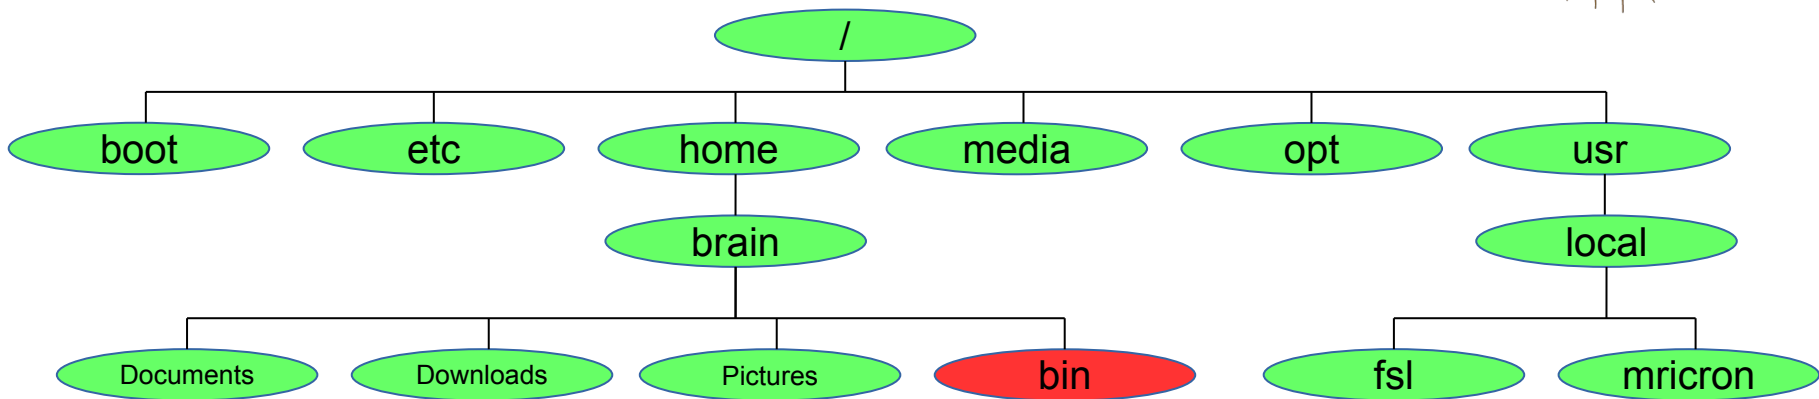 /
boot etc home media opt usr
brain local
Documents Downloads Pictures bin fsl mricron